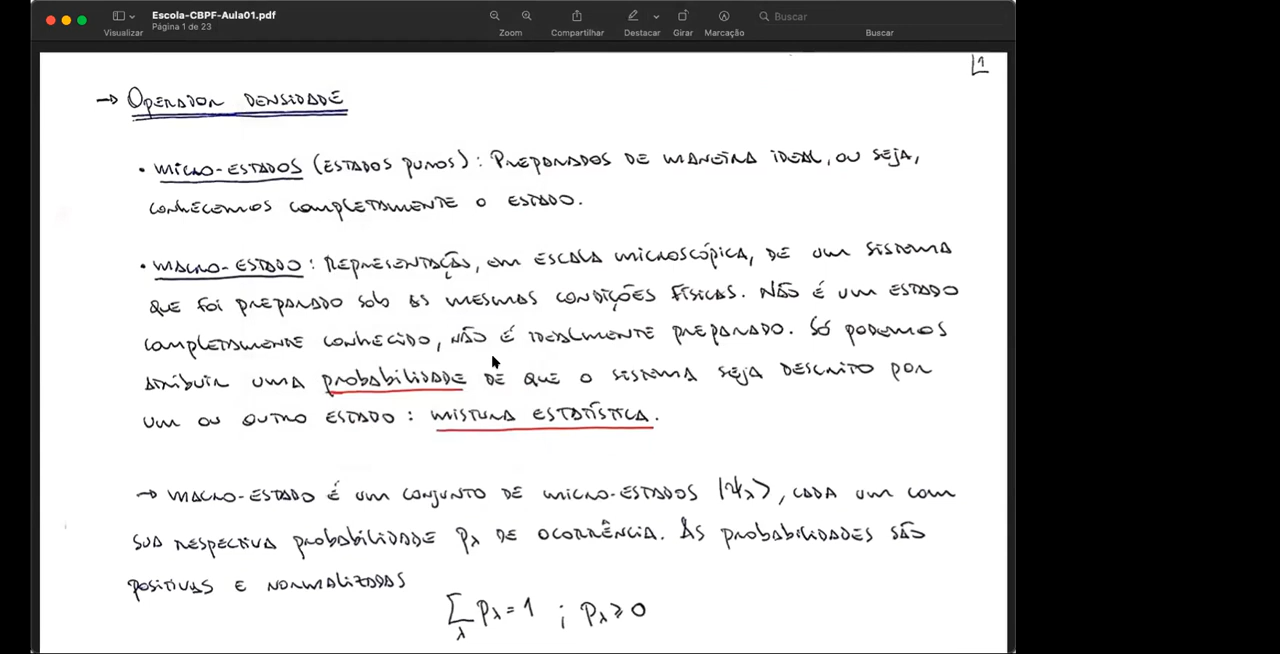 Escola-CBPF-Aula01.pdf
Página 1 de 23
Visualizar
Zoom
Compartilhar
Destacar
Girar
Marcação
Buscar
Buscar
1
→ OPERADOR DENSIDADE
• MICRO-ESTADOS (ESTADOS PUROS): PREPARADOS DE MANEIRA IDEAL, OU SEJA,
CONHECEMOS COMPLETAMENTE O ESTADO.
• MACRO-ESTADO: REPRESENTAÇÃO, EM ESCALA MICROSCÓPICA, DE UM SISTEMA
QUE FOI PREPARADO SOB AS MESMAS CONDIÇÕES FÍSICAS. NÃO É UM ESTADO
COMPLETAMENTE CONHECIDO, NÃO É IDEALMENTE PREPARADO. SÓ PODEMOS
ATRIBUIR UMA PROBABILIDADE DE QUE O SISTEMA SEJA DESCRITO POR
UM OU OUTRO ESTADO: MISTURA ESTATÍSTICA.
→ MACRO-ESTADO É UM CONJUNTO DE MICRO-ESTADOS |Ψλ⟩, CADA UM COM
SUA RESPECTIVA PROBABILIDADE pλ DE OCORRÊNCIA. AS PROBABILIDADES SÃO
POSITIVAS E NORMALIZADAS
∑λ pλ = 1 ; pλ ≥ 0